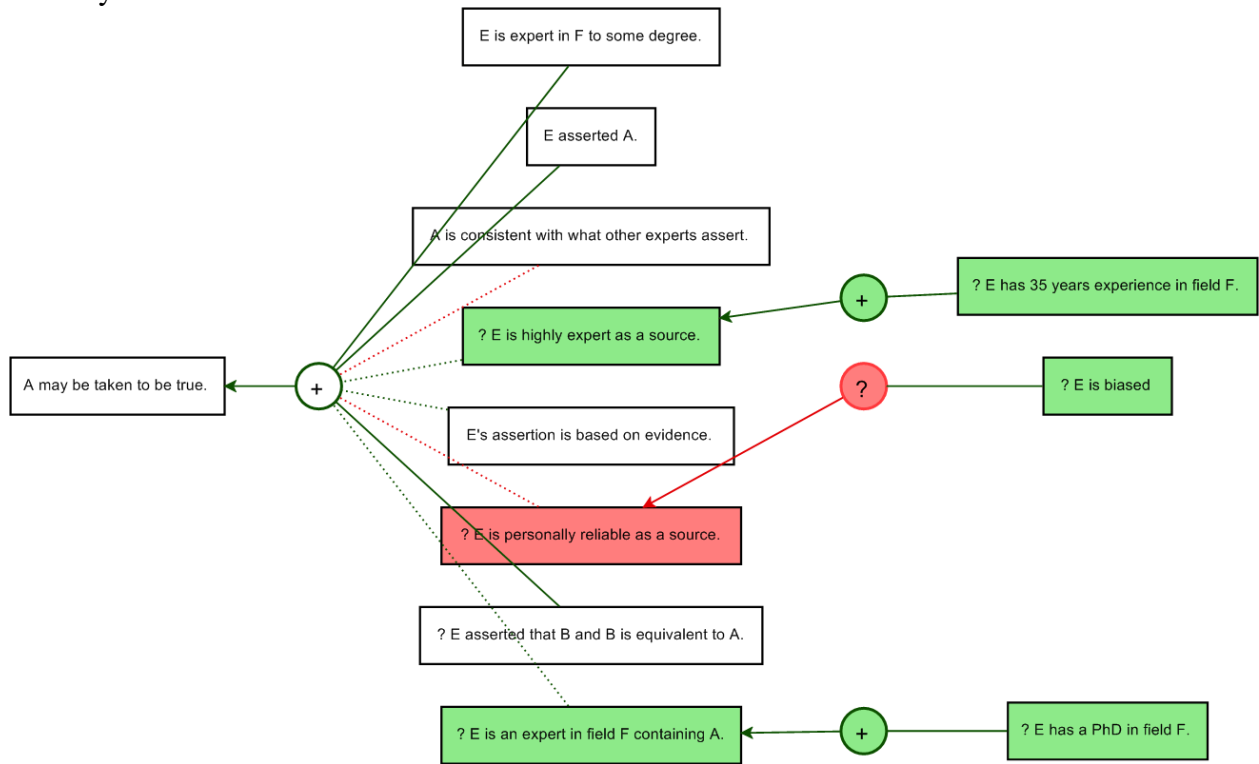 E is expert in F to some degree.
E asserted A.
A is consistent with what other experts assert.
? E has 35 years experience in field F.
+
? E is highly expert as a source.
A may be taken to be true.
+
?
? E is biased
E's assertion is based on evidence.
? E is personally reliable as a source.
? E asserted that B and B is equivalent to A.
? E is an expert in field F containing A.
+
? E has a PhD in field F.